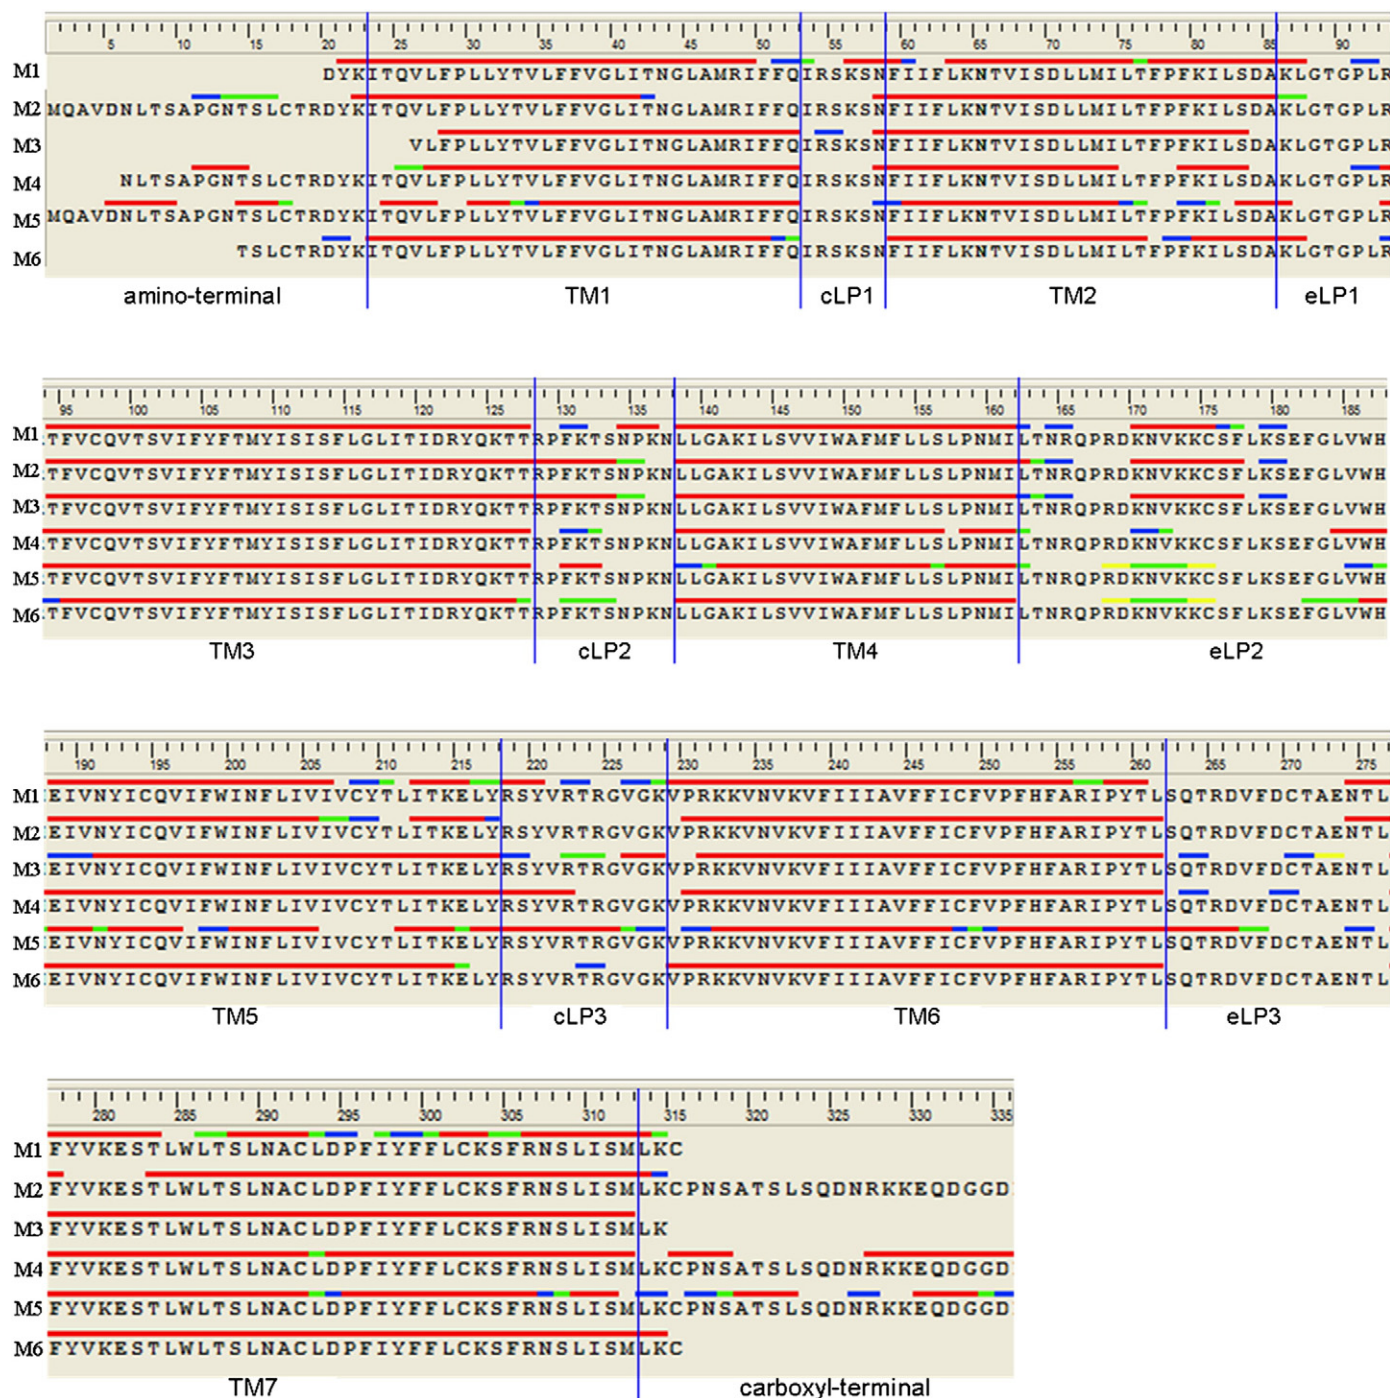 5 10 15 20 25 30 35 40 45 50 55 60 65 70 75 80 85 90
M1 DYKITQVLFPLLYTVLFFVGLITNGLAMRIFFQIRSKSNFIIFLKNTVISDLLMILTFPFKILSDAKLGTGPLR
M2 MQAVDNLTSAPGNTSLCTRDYKITQVLFPLLYTVLFFVGLITNGLAMRIFFQIRSKSNFIIFLKNTVISDLLMILTFPFKILSDAKLGTGPLR
M3 VLFPLLYTVLFFVGLITNGLAMRIFFQIRSKSNFIIFLKNTVISDLLMILTFPFKILSDAKLGTGPLR
M4 NLTSAPGNTSLCTRDYKITQVLFPLLYTVLFFVGLITNGLAMRIFFQIRSKSNFIIFLKNTVISDLLMILTFPFKILSDAKLGTGPLR
M5 MQAVDNLTSAPGNTSLCTRDYKITQVLFPLLYTVLFFVGLITNGLAMRIFFQIRSKSNFIIFLKNTVISDLLMILTFPFKILSDAKLGTGPLR
M6 TSLCTRDYKITQVLFPLLYTVLFFVGLITNGLAMRIFFQIRSKSNFIIFLKNTVISDLLMILTFPFKILSDAKLGTGPLR
amino-terminal TM1 cLP1 TM2 eLP1
95 100 105 110 115 120 125 130 135 140 145 150 155 160 165 170 175 180 185
M1 TFVCQVTSVIFYFTMYISISFLGLITIDRYQKTTRPFKTSNPKNLLGAKILSVVIWAFMFLLSLPNMILTNRQPRDKNVKKCSFLKSEFGLVWH
M2 TFVCQVTSVIFYFTMYISISFLGLITIDRYQKTTRPFKTSNPKNLLGAKILSVVIWAFMFLLSLPNMILTNRQPRDKNVKKCSFLKSEFGLVWH
M3 TFVCQVTSVIFYFTMYISISFLGLITIDRYQKTTRPFKTSNPKNLLGAKILSVVIWAFMFLLSLPNMILTNRQPRDKNVKKCSFLKSEFGLVWH
M4 TFVCQVTSVIFYFTMYISISFLGLITIDRYQKTTRPFKTSNPKNLLGAKILSVVIWAFMFLLSLPNMILTNRQPRDKNVKKCSFLKSEFGLVWH
M5 TFVCQVTSVIFYFTMYISISFLGLITIDRYQKTTRPFKTSNPKNLLGAKILSVVIWAFMFLLSLPNMILTNRQPRDKNVKKCSFLKSEFGLVWH
M6 TFVCQVTSVIFYFTMYISISFLGLITIDRYQKTTRPFKTSNPKNLLGAKILSVVIWAFMFLLSLPNMILTNRQPRDKNVKKCSFLKSEFGLVWH
TM3 cLP2 TM4 eLP2
190 195 200 205 210 215 220 225 230 235 240 245 250 255 260 265 270 275
M1 EIVNYICQVIFWINFLIVIVCYTLITKELYRSYVRTRGVGKVPRKKVNVKVFIIIAVFFICFVPFHFARIPYTLSQTRDVFDCTAENTL
M2 EIVNYICQVIFWINFLIVIVCYTLITKELYRSYVRTRGVGKVPRKKVNVKVFIIIAVFFICFVPFHFARIPYTLSQTRDVFDCTAENTL
M3 EIVNYICQVIFWINFLIVIVCYTLITKELYRSYVRTRGVGKVPRKKVNVKVFIIIAVFFICFVPFHFARIPYTLSQTRDVFDCTAENTL
M4 EIVNYICQVIFWINFLIVIVCYTLITKELYRSYVRTRGVGKVPRKKVNVKVFIIIAVFFICFVPFHFARIPYTLSQTRDVFDCTAENTL
M5 EIVNYICQVIFWINFLIVIVCYTLITKELYRSYVRTRGVGKVPRKKVNVKVFIIIAVFFICFVPFHFARIPYTLSQTRDVFDCTAENTL
M6 EIVNYICQVIFWINFLIVIVCYTLITKELYRSYVRTRGVGKVPRKKVNVKVFIIIAVFFICFVPFHFARIPYTLSQTRDVFDCTAENTL
TM5 cLP3 TM6 eLP3
280 285 290 295 300 305 310 315 320 325 330 335
M1 FYVKESTLWLTSLNACLDPFIYFFLCKSFRNSLISMLKC
M2 FYVKESTLWLTSLNACLDPFIYFFLCKSFRNSLISMLKCPNSATSLSQDNRKKEQDGGD
M3 FYVKESTLWLTSLNACLDPFIYFFLCKSFRNSLISMLK
M4 FYVKESTLWLTSLNACLDPFIYFFLCKSFRNSLISMLKCPNSATSLSQDNRKKEQDGGD
M5 FYVKESTLWLTSLNACLDPFIYFFLCKSFRNSLISMLKCPNSATSLSQDNRKKEQDGGD
M6 FYVKESTLWLTSLNACLDPFIYFFLCKSFRNSLISMLKC
TM7 carboxyl-terminal